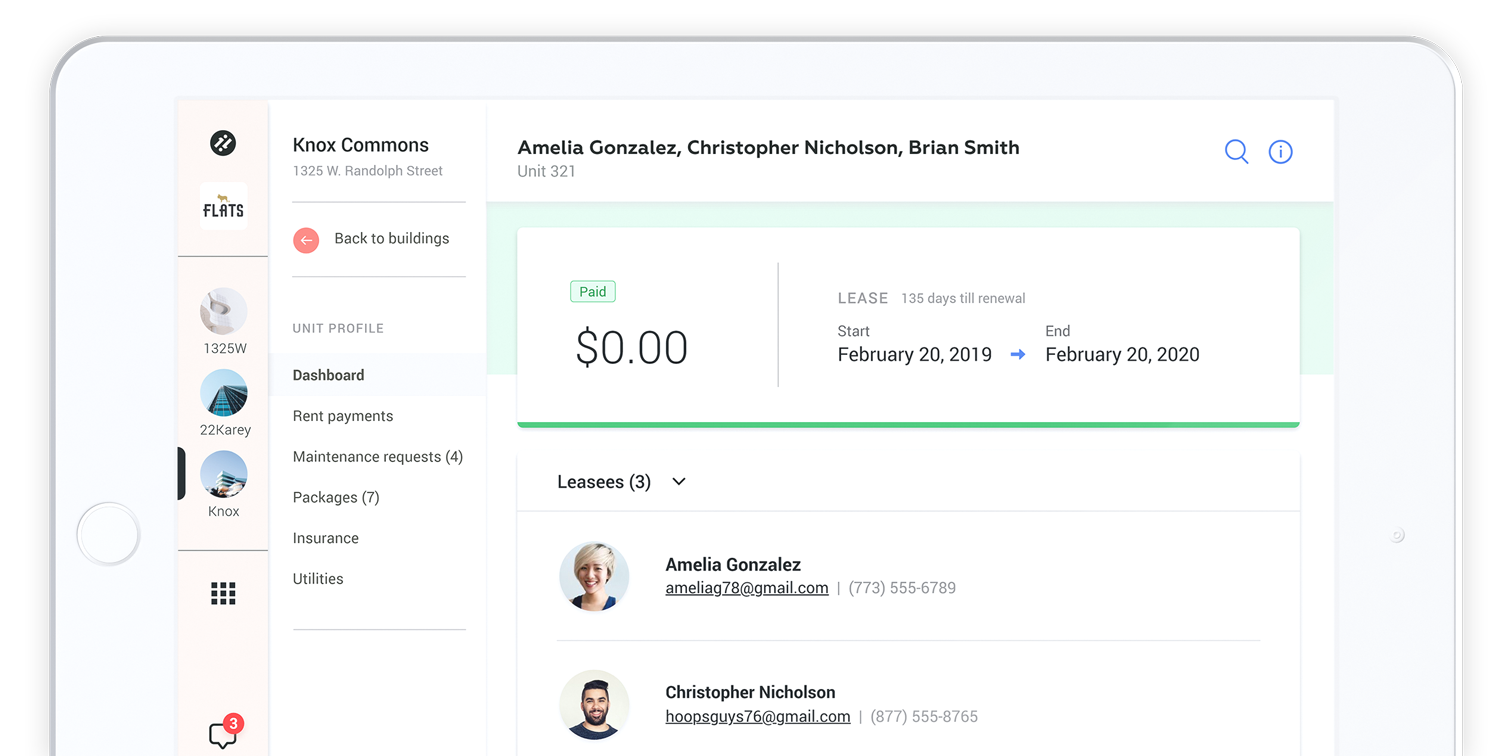 FLATS
1325W
22Karey
Knox
3
Knox Commons
1325 W. Randolph Street
Back to buildings
UNIT PROFILE
Dashboard
Rent payments
Maintenance requests (4)
Packages (7)
Insurance
Utilities
Amelia Gonzalez, Christopher Nicholson, Brian Smith
Unit 321
Paid
$0.00
LEASE 135 days till renewal
Start End
February 20, 2019 February 20, 2020
Leasees (3)
Amelia Gonzalez
ameliag78@gmail.com | (773) 555-6789
Christopher Nicholson
hoopsguys76@gmail.com | (877) 555-8765